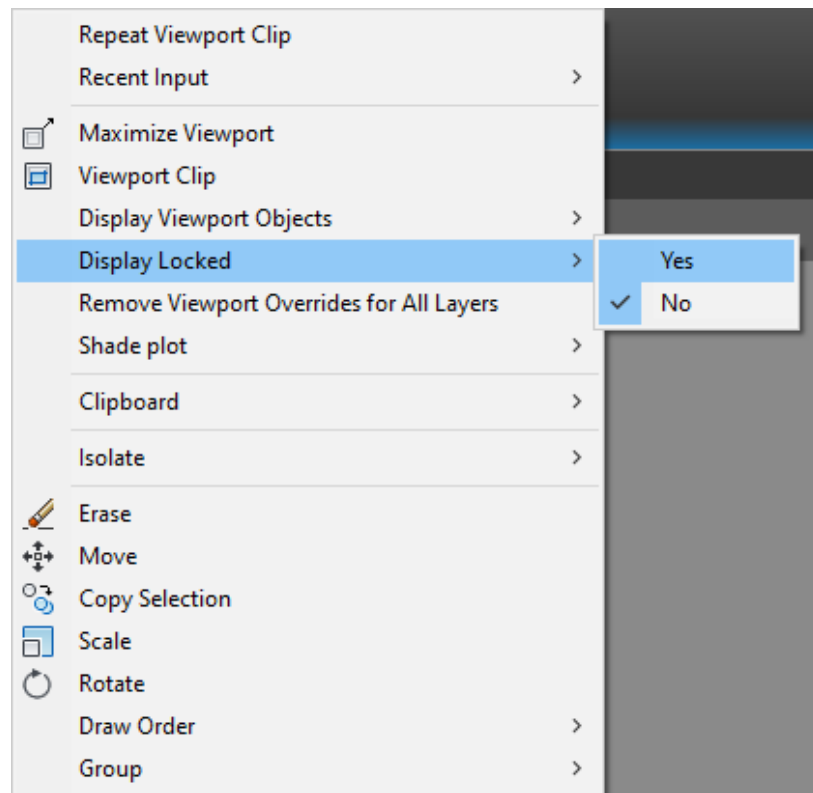 Repeat Viewport Clip
Recent Input
Maximize Viewport
Viewport Clip
Display Viewport Objects
Display Locked
Yes
Remove Viewport Overrides for All Layers
No
Shade plot
Clipboard
Isolate
Erase
Move
Copy Selection
Scale
Rotate
Draw Order
Group